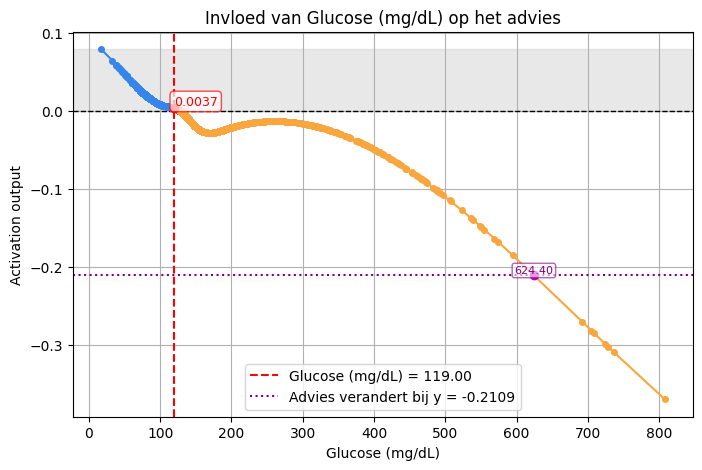 Invloed van Glucose (mg/dL) op het advies
Activation output
0.1
0.0
−0.1
−0.2
−0.3
0.0037
624.40
Glucose (mg/dL) = 119.00
Advies verandert bij y = -0.2109
0 100 200 300 400 500 600 700 800
Glucose (mg/dL)